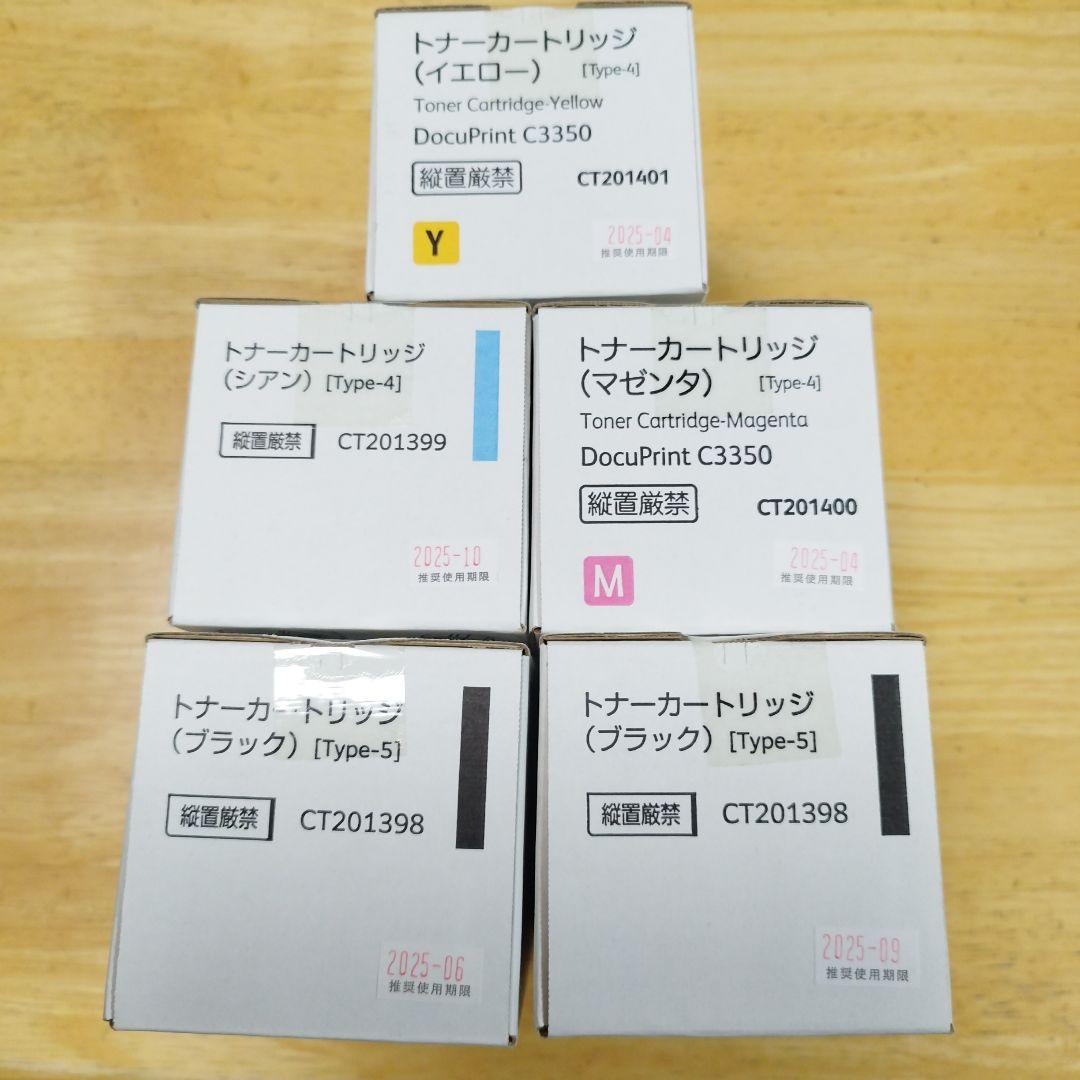 トナーカートリッジ
（イエロー） [Type-4]
Toner Cartridge-Yellow
DocuPrint C3350
縦置厳禁 CT201401
Y
2025-04
推奨使用期限
トナーカートリッジ
（シアン） [Type-4]
縦置厳禁 CT201399
2025-10
推奨使用期限
トナーカートリッジ
（マゼンタ） [Type-4]
Toner Cartridge-Magenta
DocuPrint C3350
縦置厳禁 CT201400
M
2025-04
推奨使用期限
トナーカートリッジ
（ブラック） [Type-5]
縦置厳禁 CT201398
2025-06
推奨使用期限
トナーカートリッジ
（ブラック） [Type-5]
縦置厳禁 CT201398
2025-09
推奨使用期限